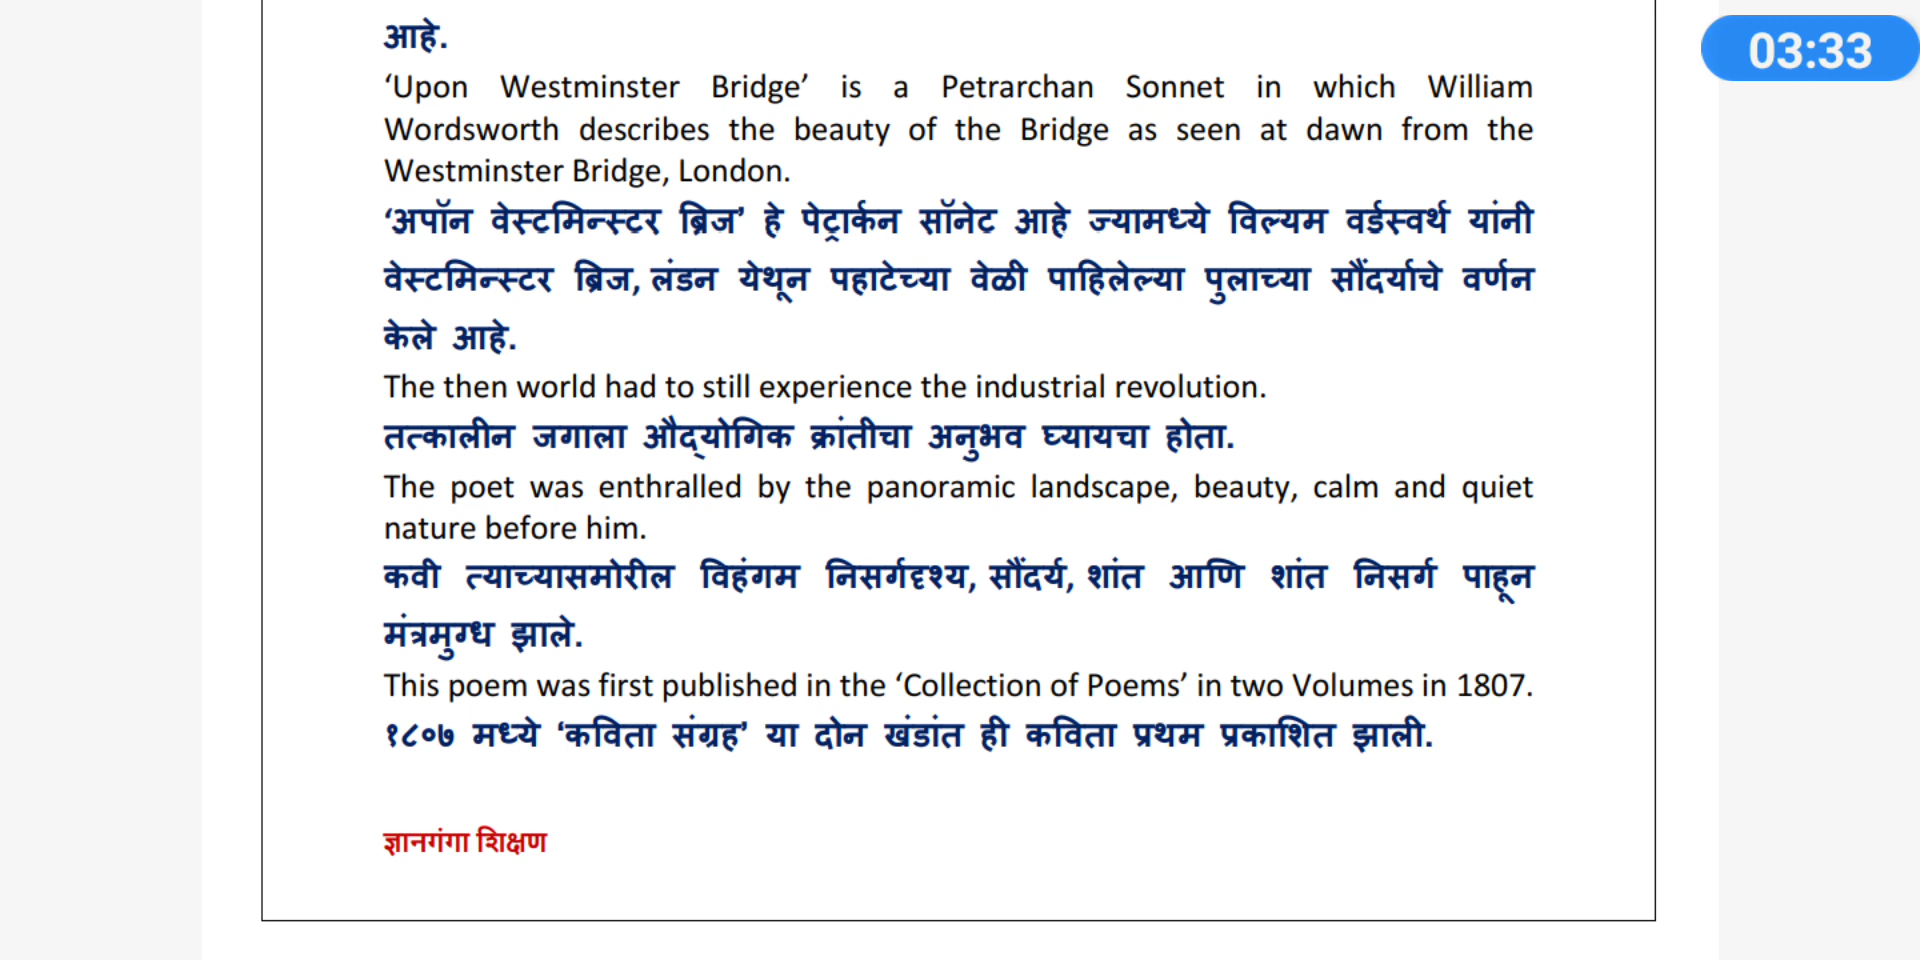 आहे.
03:33
‘Upon Westminster Bridge’ is a Petrarchan Sonnet in which William
Wordsworth describes the beauty of the Bridge as seen at dawn from the
Westminster Bridge, London.
‘अपॉन वेस्टमिन्स्टर ब्रिज’ हे पेट्रार्कन सॉनेट आहे ज्यामध्ये विल्यम वर्डस्वर्थ यांनी
वेस्टमिन्स्टर ब्रिज, लंडन येथून पहाटेच्या वेळी पाहिलेल्या पुलाच्या सौंदर्याचे वर्णन
केले आहे.
The then world had to still experience the industrial revolution.
तत्कालीन जगाला औद्योगिक क्रांतीचा अनुभव घ्यायचा होता.
The poet was enthralled by the panoramic landscape, beauty, calm and quiet
nature before him.
कवी त्याच्यासमोरील विहंगम निसर्गदृश्य, सौंदर्य, शांत आणि शांत निसर्ग पाहून
मंत्रमुग्ध झाले.
This poem was first published in the ‘Collection of Poems’ in two Volumes in 1807.
१८०७ मध्ये ‘कविता संग्रह’ या दोन खंडांत ही कविता प्रथम प्रकाशित झाली.
ज्ञानगंगा शिक्षण